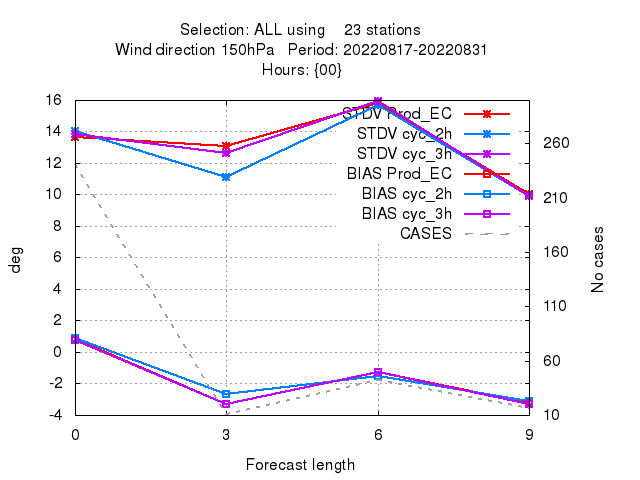 Selection: ALL using 23 stations
Wind direction 150hPa Period: 20220817-20220831
Hours: {00}
16
14
12
10
8
6
4
2
0
-2
-4
deg
STDV Prod_EC
STDV cyc_2h
STDV cyc_3h
BIAS Prod_EC
BIAS cyc_2h
BIAS cyc_3h
CASES
260
210
160
110
60
10
No cases
0 3 6 9
Forecast length